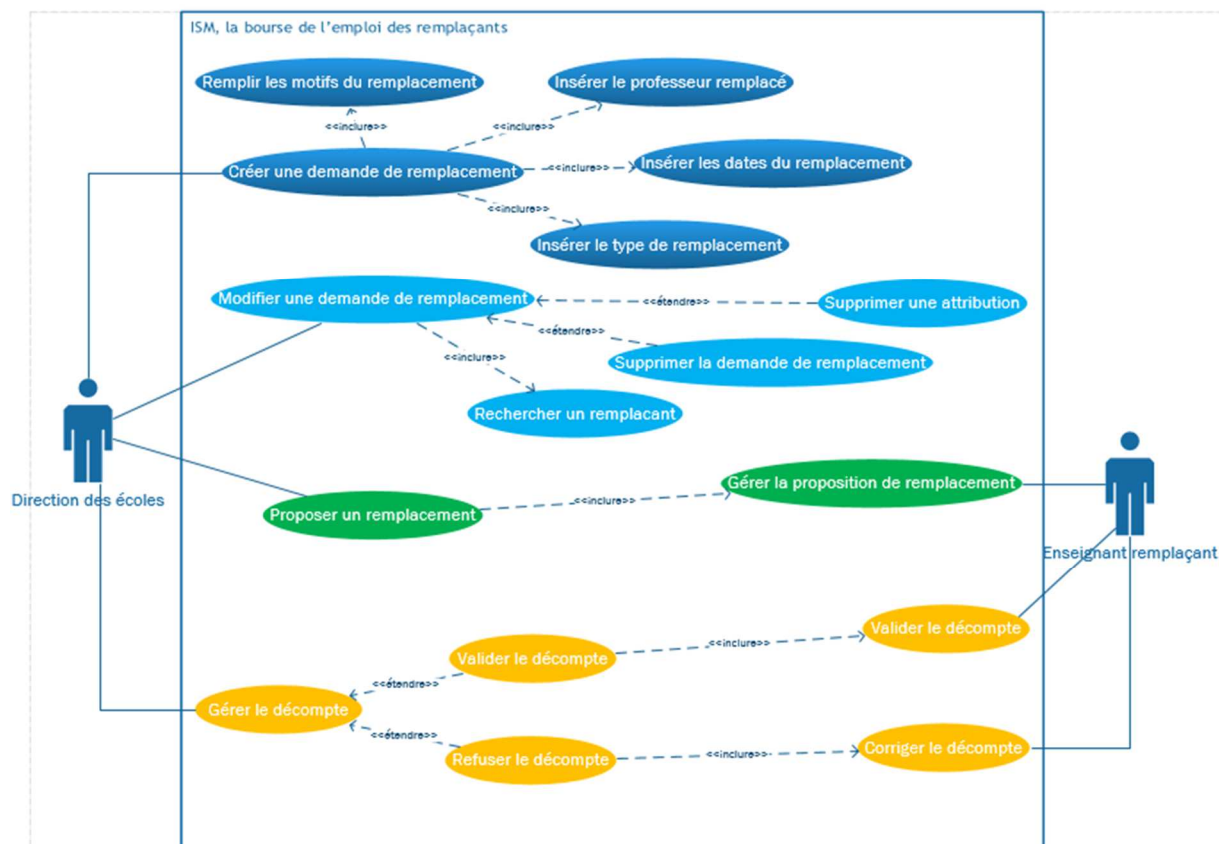 ISM, la bourse de l'emploi des remplaçants
Remplir les motifs du remplacement
Insérer le professeur remplacé
<<inclure>>
<<inclure>>
Créer une demande de remplacement
<<inclure>>
Insérer les dates du remplacement
<<inclure>>
Insérer le type de remplacement
Modifier une demande de remplacement
<<étendre>>
Supprimer une attribution
<<étendre>>
<<inclure>>
Supprimer la demande de remplacement
Rechercher un remplacant
Direction des écoles
Proposer un remplacement
<<inclure>>
Gérer la proposition de remplacement
Enseignant remplaçant
Valider le décompte
<<inclure>>
Valider le décompte
<<étendre>>
Gérer le décompte
<<étendre>>
Refuser le décompte
<<inclure>>
Corriger le décompte